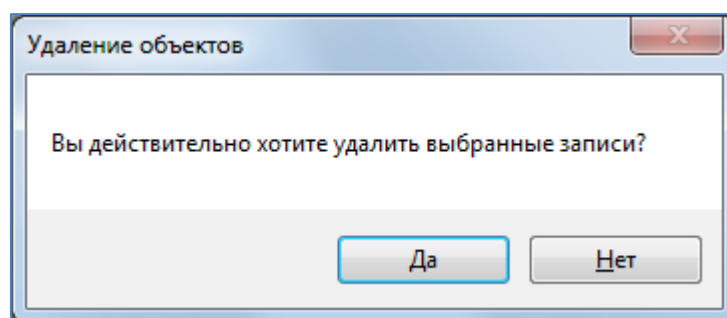 Удаление объектов
Вы действительно хотите удалить выбранные записи?
Да
Нет